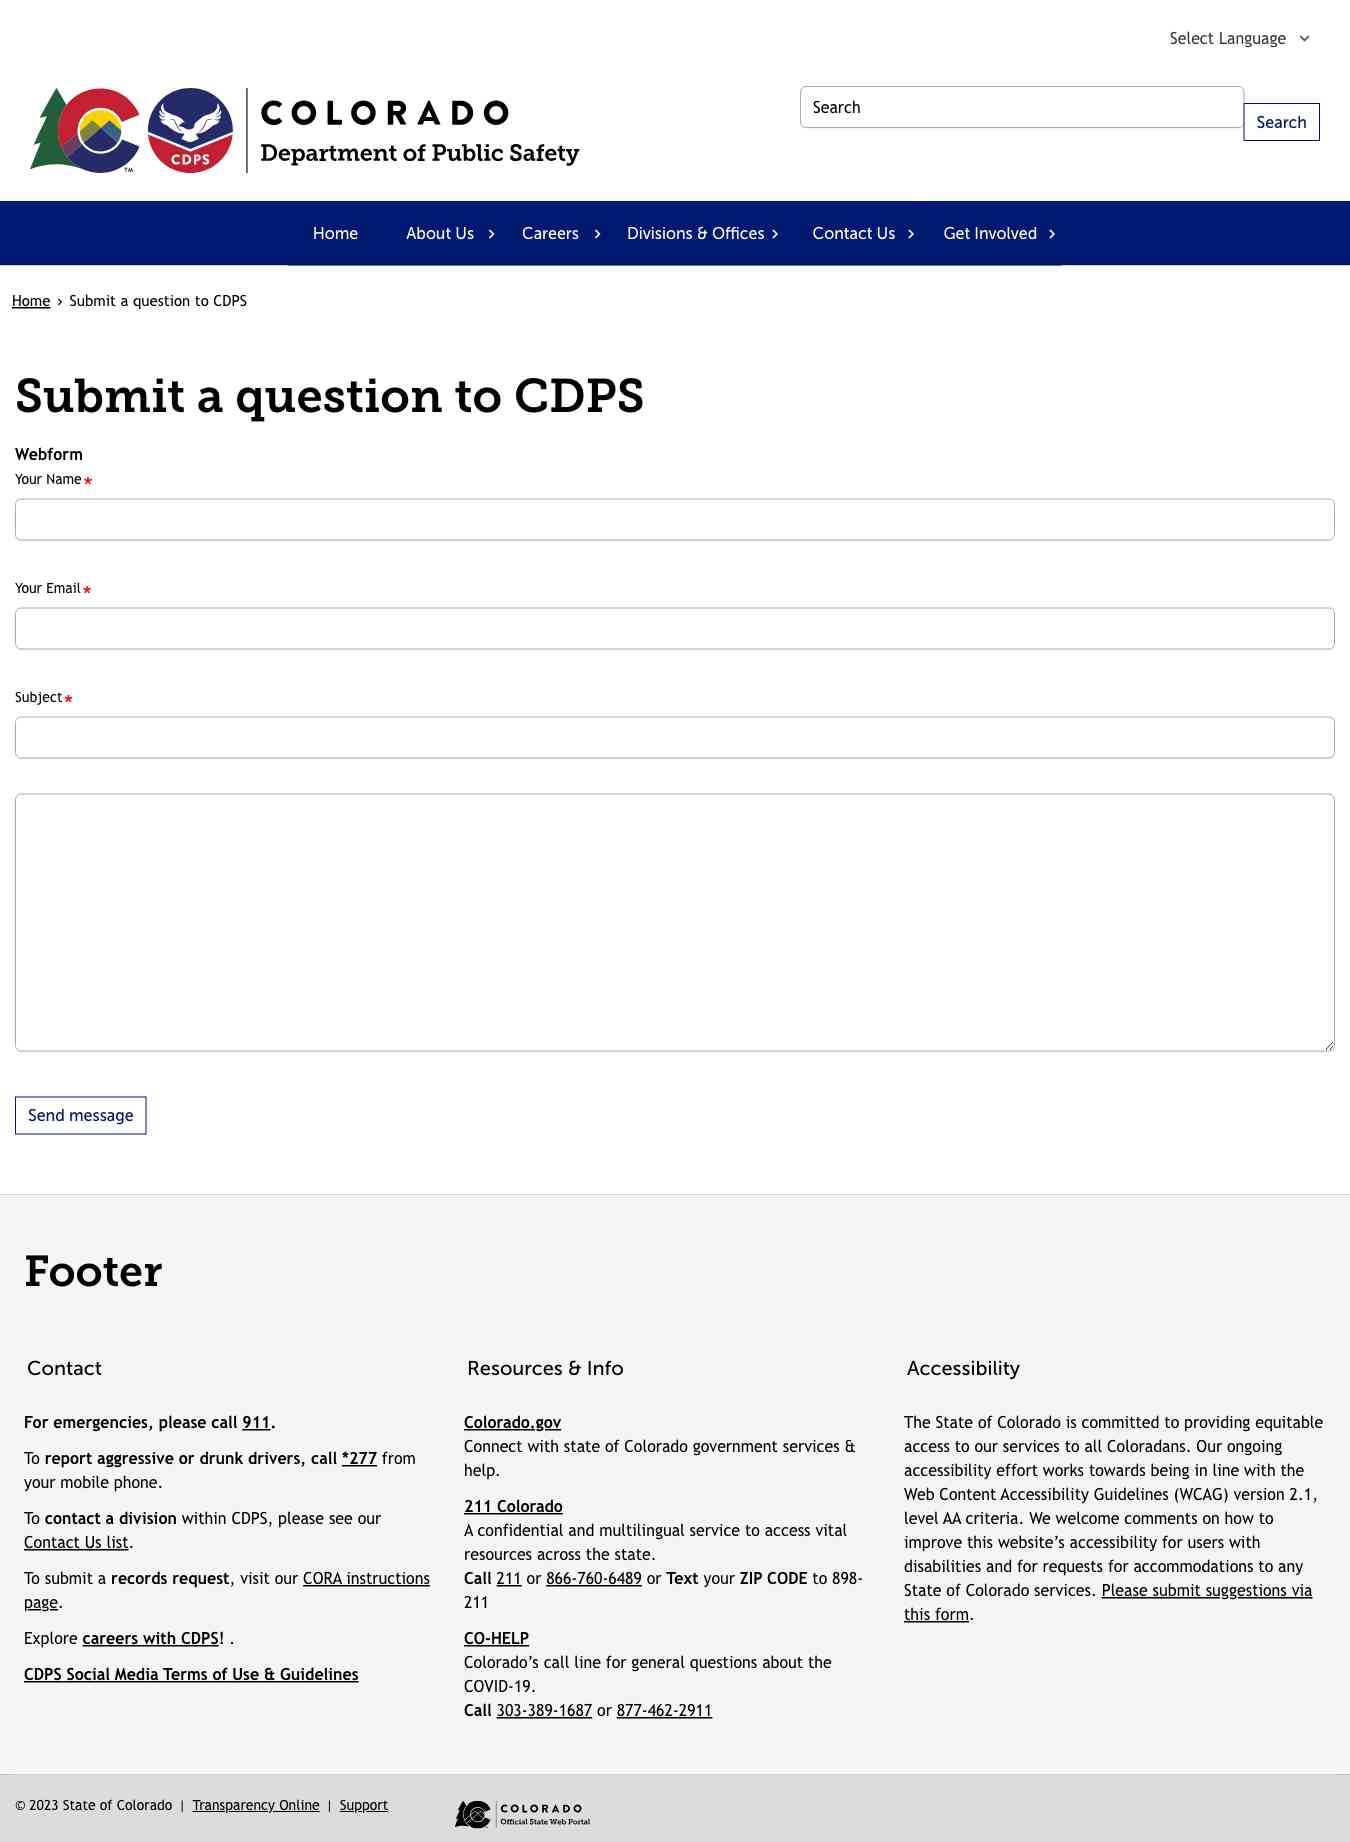 Select Language
CDPS
TM
COLORADO
Department of Public Safety
Search
Search
Home About Us Careers Divisions & Offices Contact Us Get Involved
Home › Submit a question to CDPS
Submit a question to CDPS
Webform
Your Name*
Your Email*
Subject*
Send message
Footer
Contact
For emergencies, please call 911.
To report aggressive or drunk drivers, call *277 from
your mobile phone.
To contact a division within CDPS, please see our
Contact Us list.
To submit a records request, visit our CORA instructions
page.
Explore careers with CDPS! .
CDPS Social Media Terms of Use & Guidelines
Resources & Info
Colorado.gov
Connect with state of Colorado government services &
help.
211 Colorado
A confidential and multilingual service to access vital
resources across the state.
Call 211 or 866-760-6489 or Text your ZIP CODE to 898-
211
CO-HELP
Colorado’s call line for general questions about the
COVID-19.
Call 303-389-1687 or 877-462-2911
Accessibility
The State of Colorado is committed to providing equitable
access to our services to all Coloradans. Our ongoing
accessibility effort works towards being in line with the
Web Content Accessibility Guidelines (WCAG) version 2.1,
level AA criteria. We welcome comments on how to
improve this website’s accessibility for users with
disabilities and for requests for accommodations to any
State of Colorado services. Please submit suggestions via
this form.
© 2023 State of Colorado | Transparency Online | Support
COLORADO
Official State Web Portal